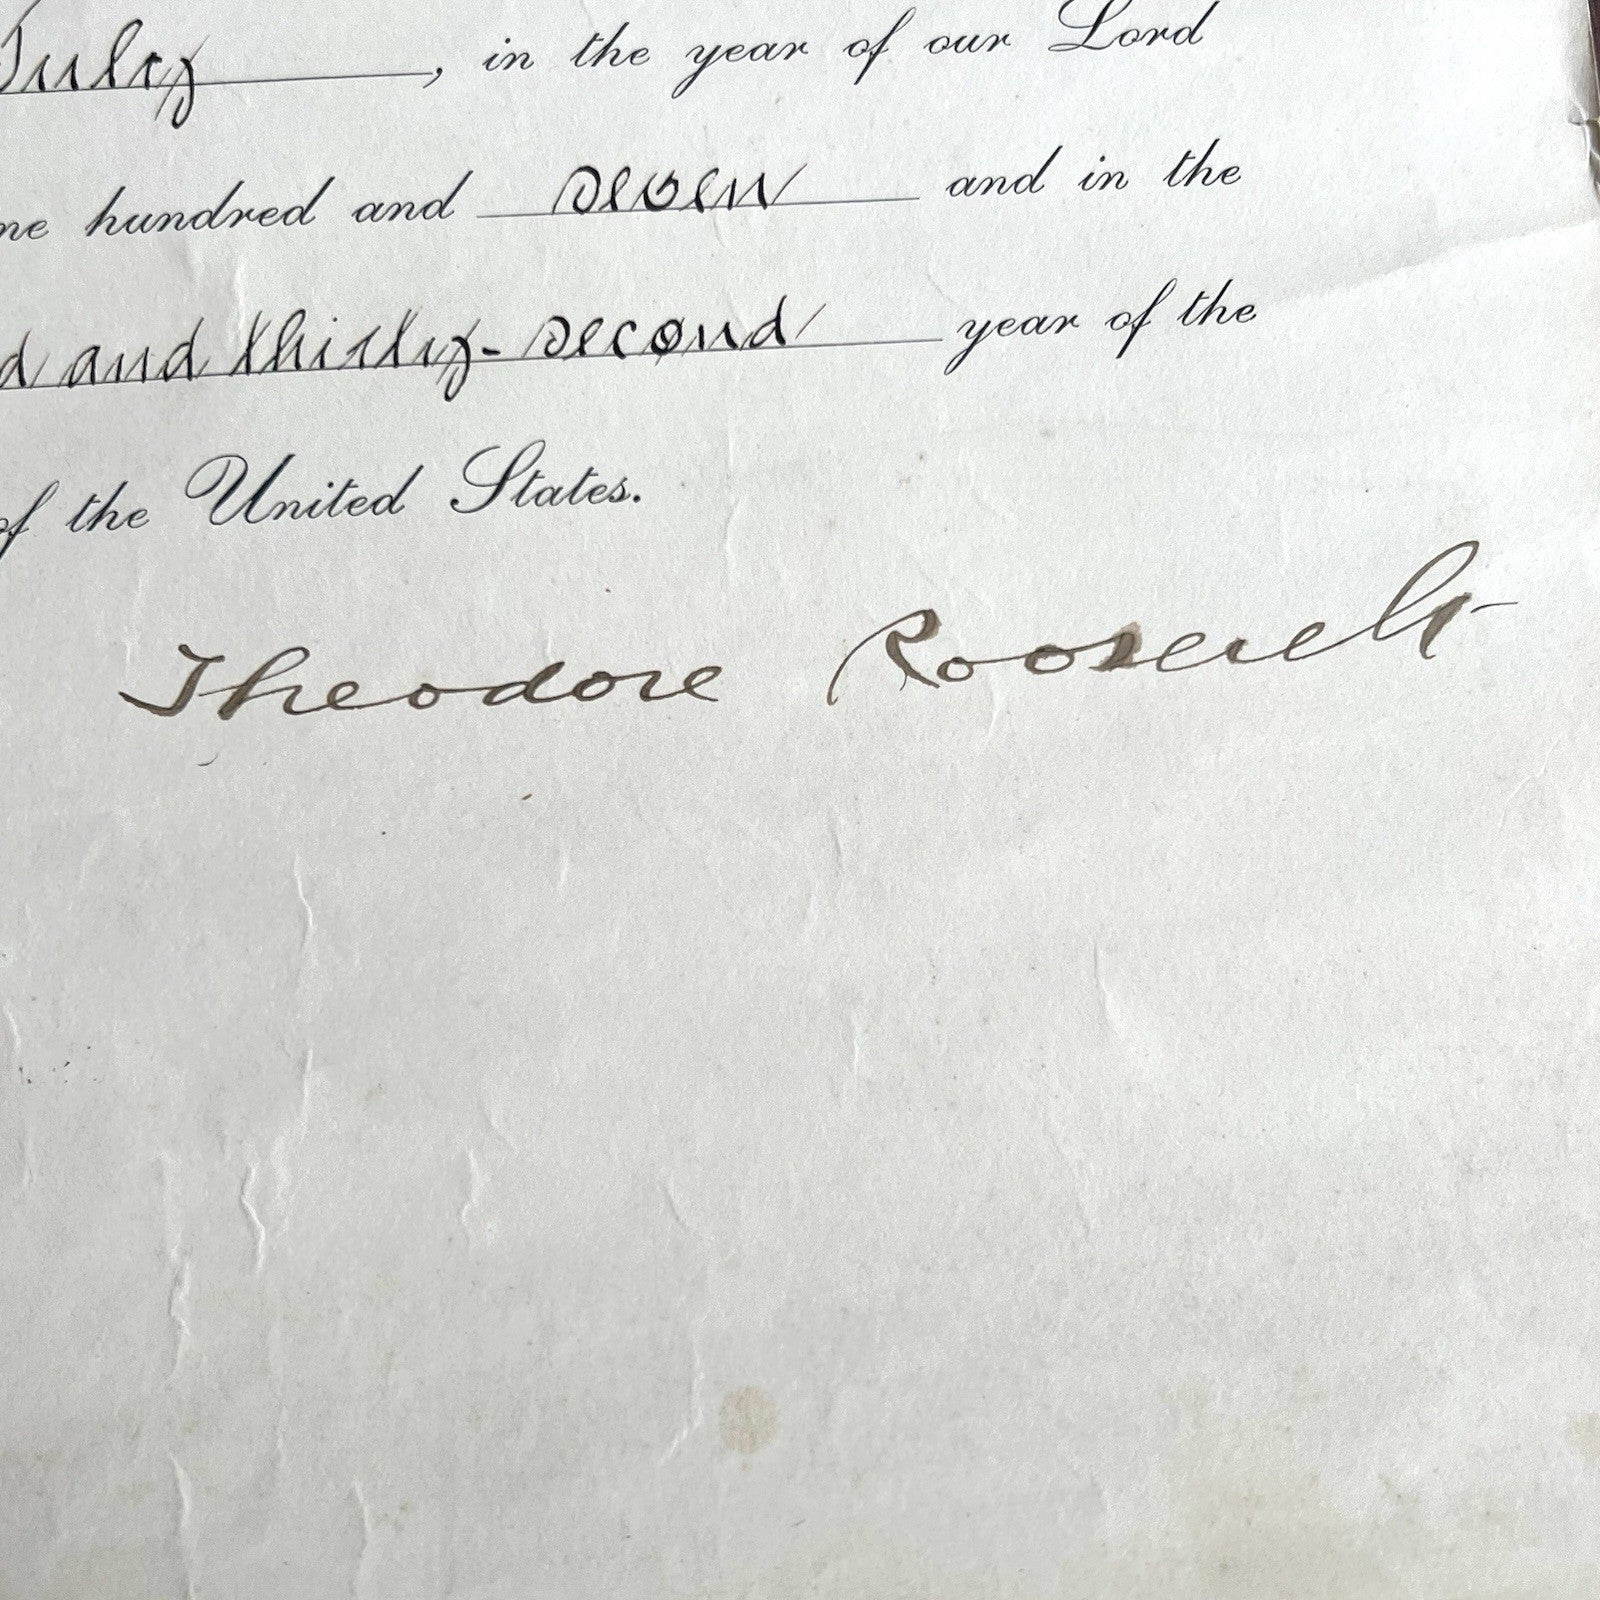 July, in the year of our Lord
ne hundred and seven and in the
d and thirty-second year of the
of the United States.
Theodore Roosevelt